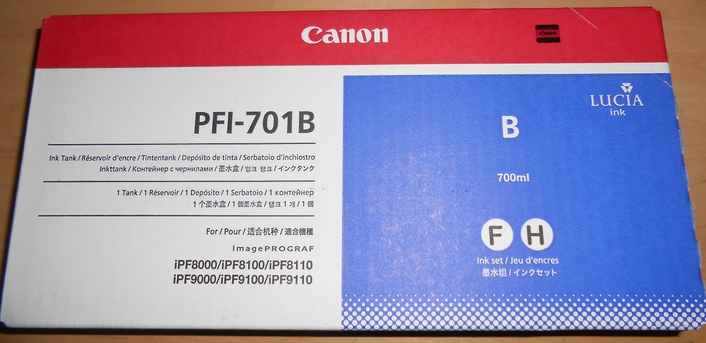 Canon
PFI-701B
Ink Tank / Réservoir d'encre / Tintentank / Depósito de tinta / Serbatoio d'inchiostro
Inkttank / Контейнер с чернилами / 墨水盒 / 잉크 탱크 / インクタンク
1 Tank / 1 Réservoir / 1 Depósito / 1 Serbatoio / 1 контейнер
1 个墨水盒 / 1 個墨水盒 / 탱크 1 개 / 1 個
For / Pour / 适合机种 / 適合機種
imagePROGRAF
iPF8000/iPF8100/iPF8110
iPF9000/iPF9100/iPF9110
LUCIA
ink
B
700ml
F H
Ink set / Jeu d'encres
墨水组 / インクセット